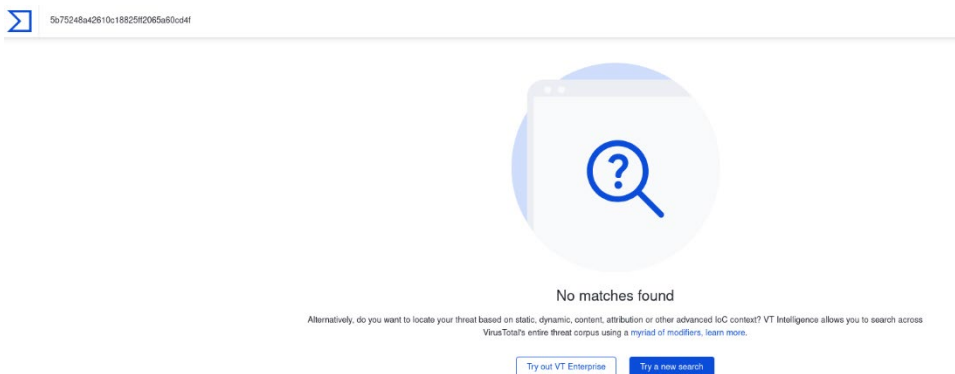 5b75248a42610c18825ff2065a60cd4f
?
No matches found
Alternatively, do you want to locate your threat based on static, dynamic, content, attribution or other advanced IoC context? VT Intelligence allows you to search across
VirusTotal's entire threat corpus using a myriad of modifiers, learn more.
Try out VT Enterprise
Try a new search